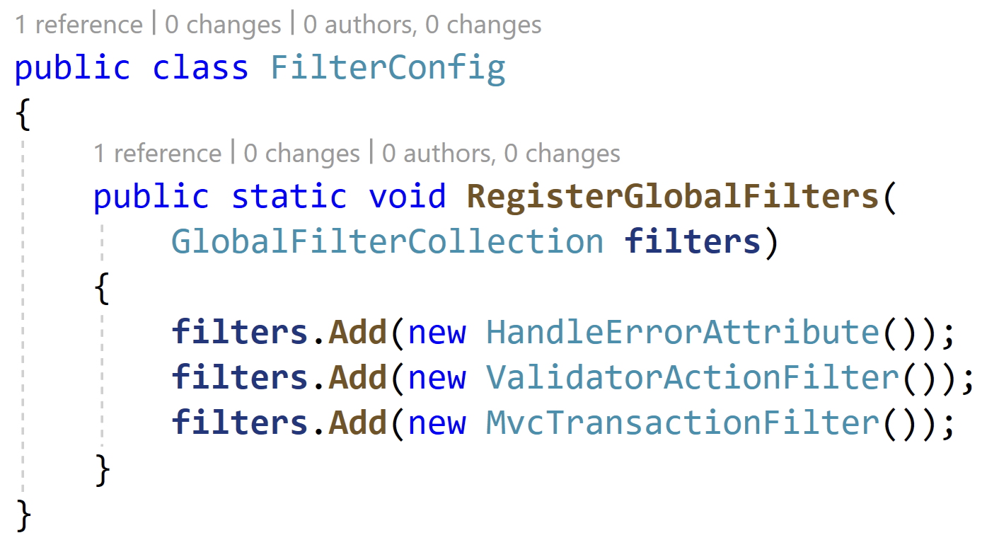 1 reference | 0 changes | 0 authors, 0 changes
public class FilterConfig
{
1 reference | 0 changes | 0 authors, 0 changes
public static void RegisterGlobalFilters(
GlobalFilterCollection filters)
{
filters.Add(new HandleErrorAttribute());
filters.Add(new ValidatorActionFilter());
filters.Add(new MvcTransactionFilter());
}
}